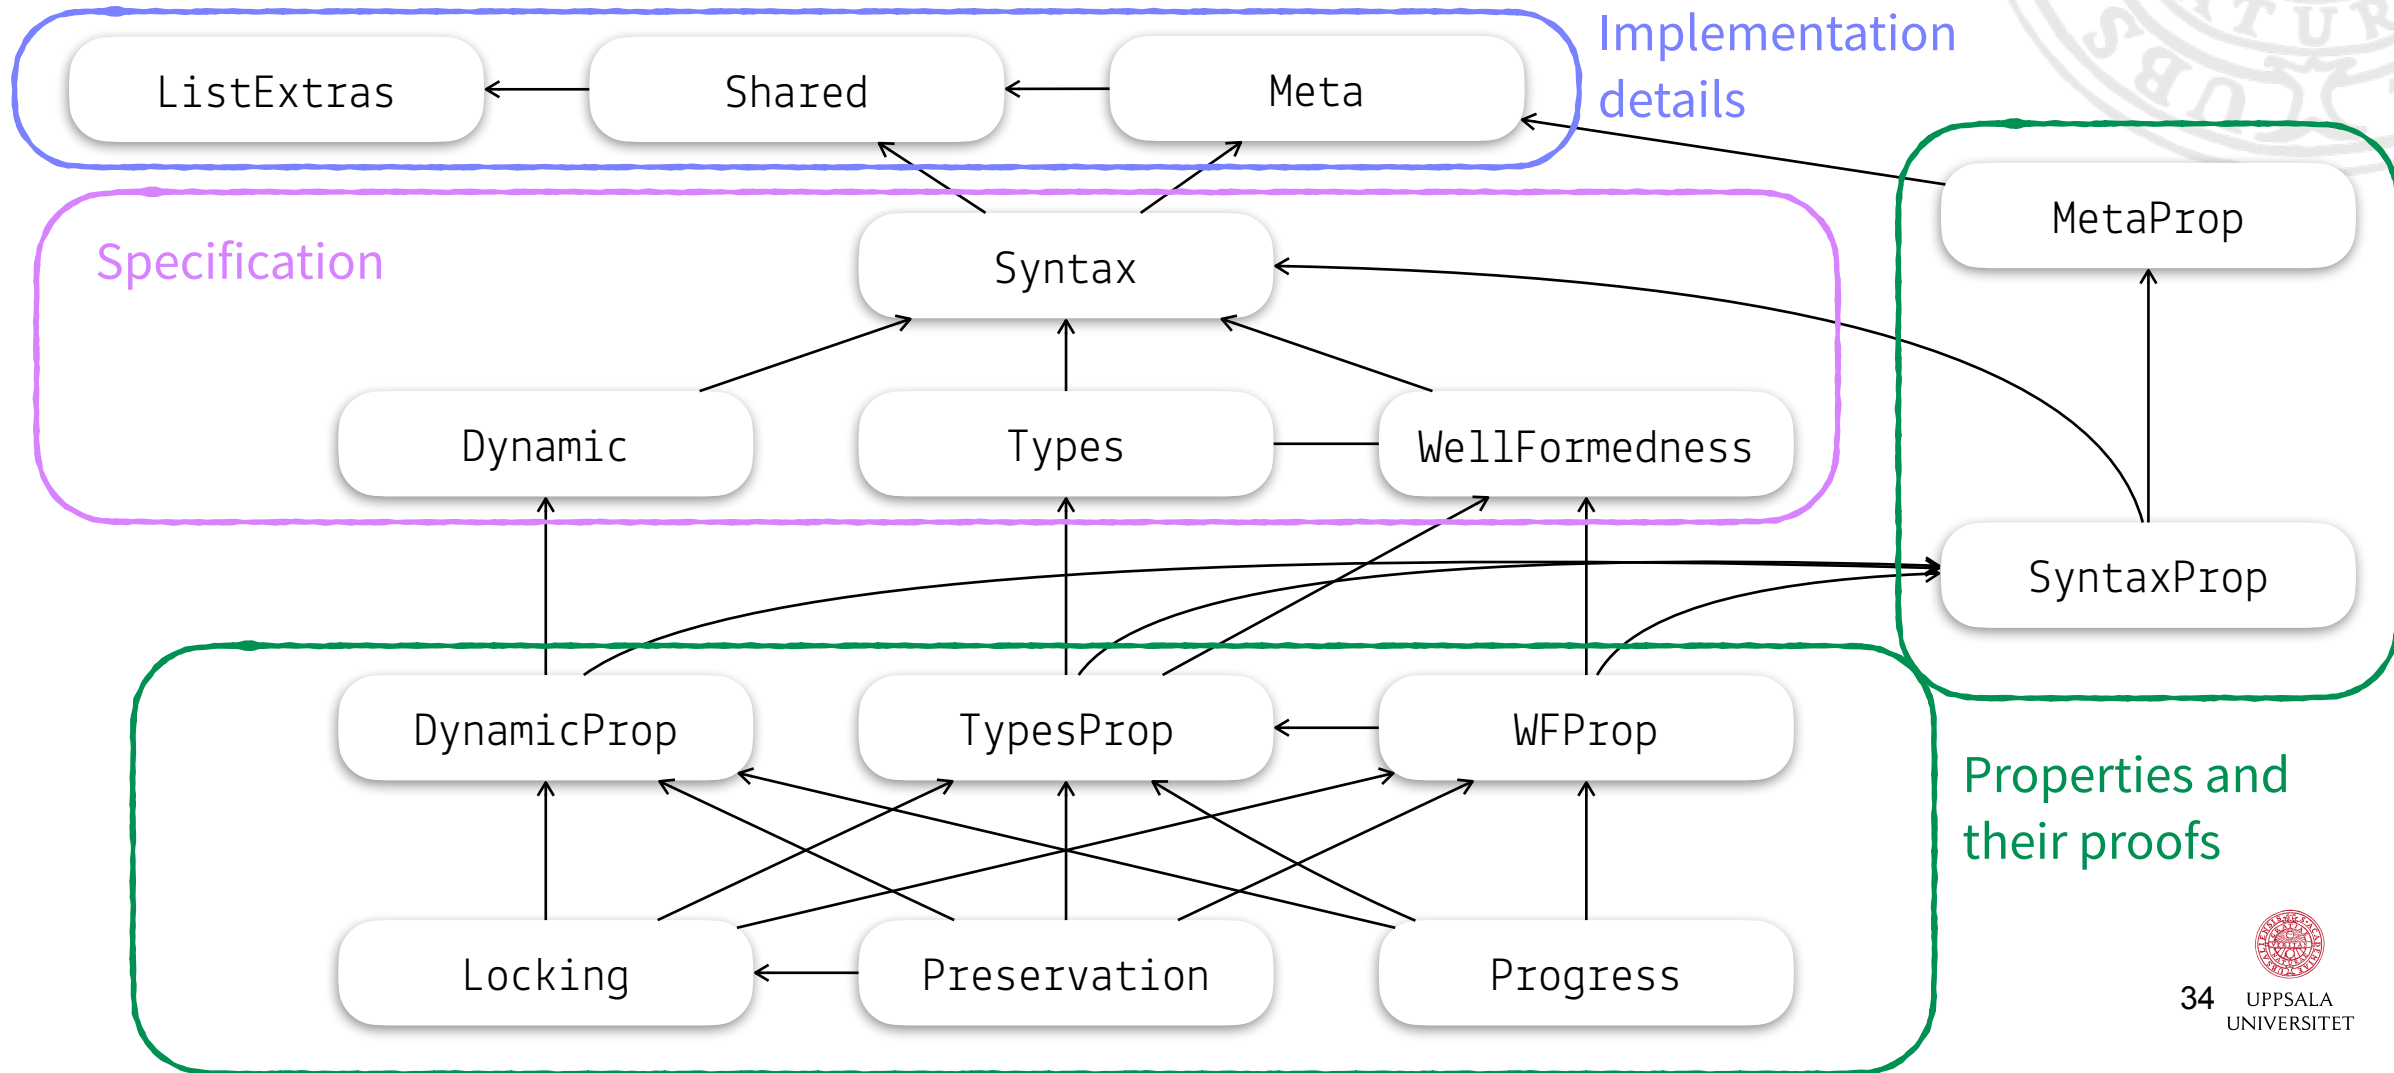 Implementation
details
ListExtras
Shared
Meta
MetaProp
Specification
Syntax
Dynamic
Types
WellFormedness
SyntaxProp
DynamicProp
TypesProp
WFProp
Properties and
their proofs
Locking
Preservation
Progress
34
UPPSALA
UNIVERSITET